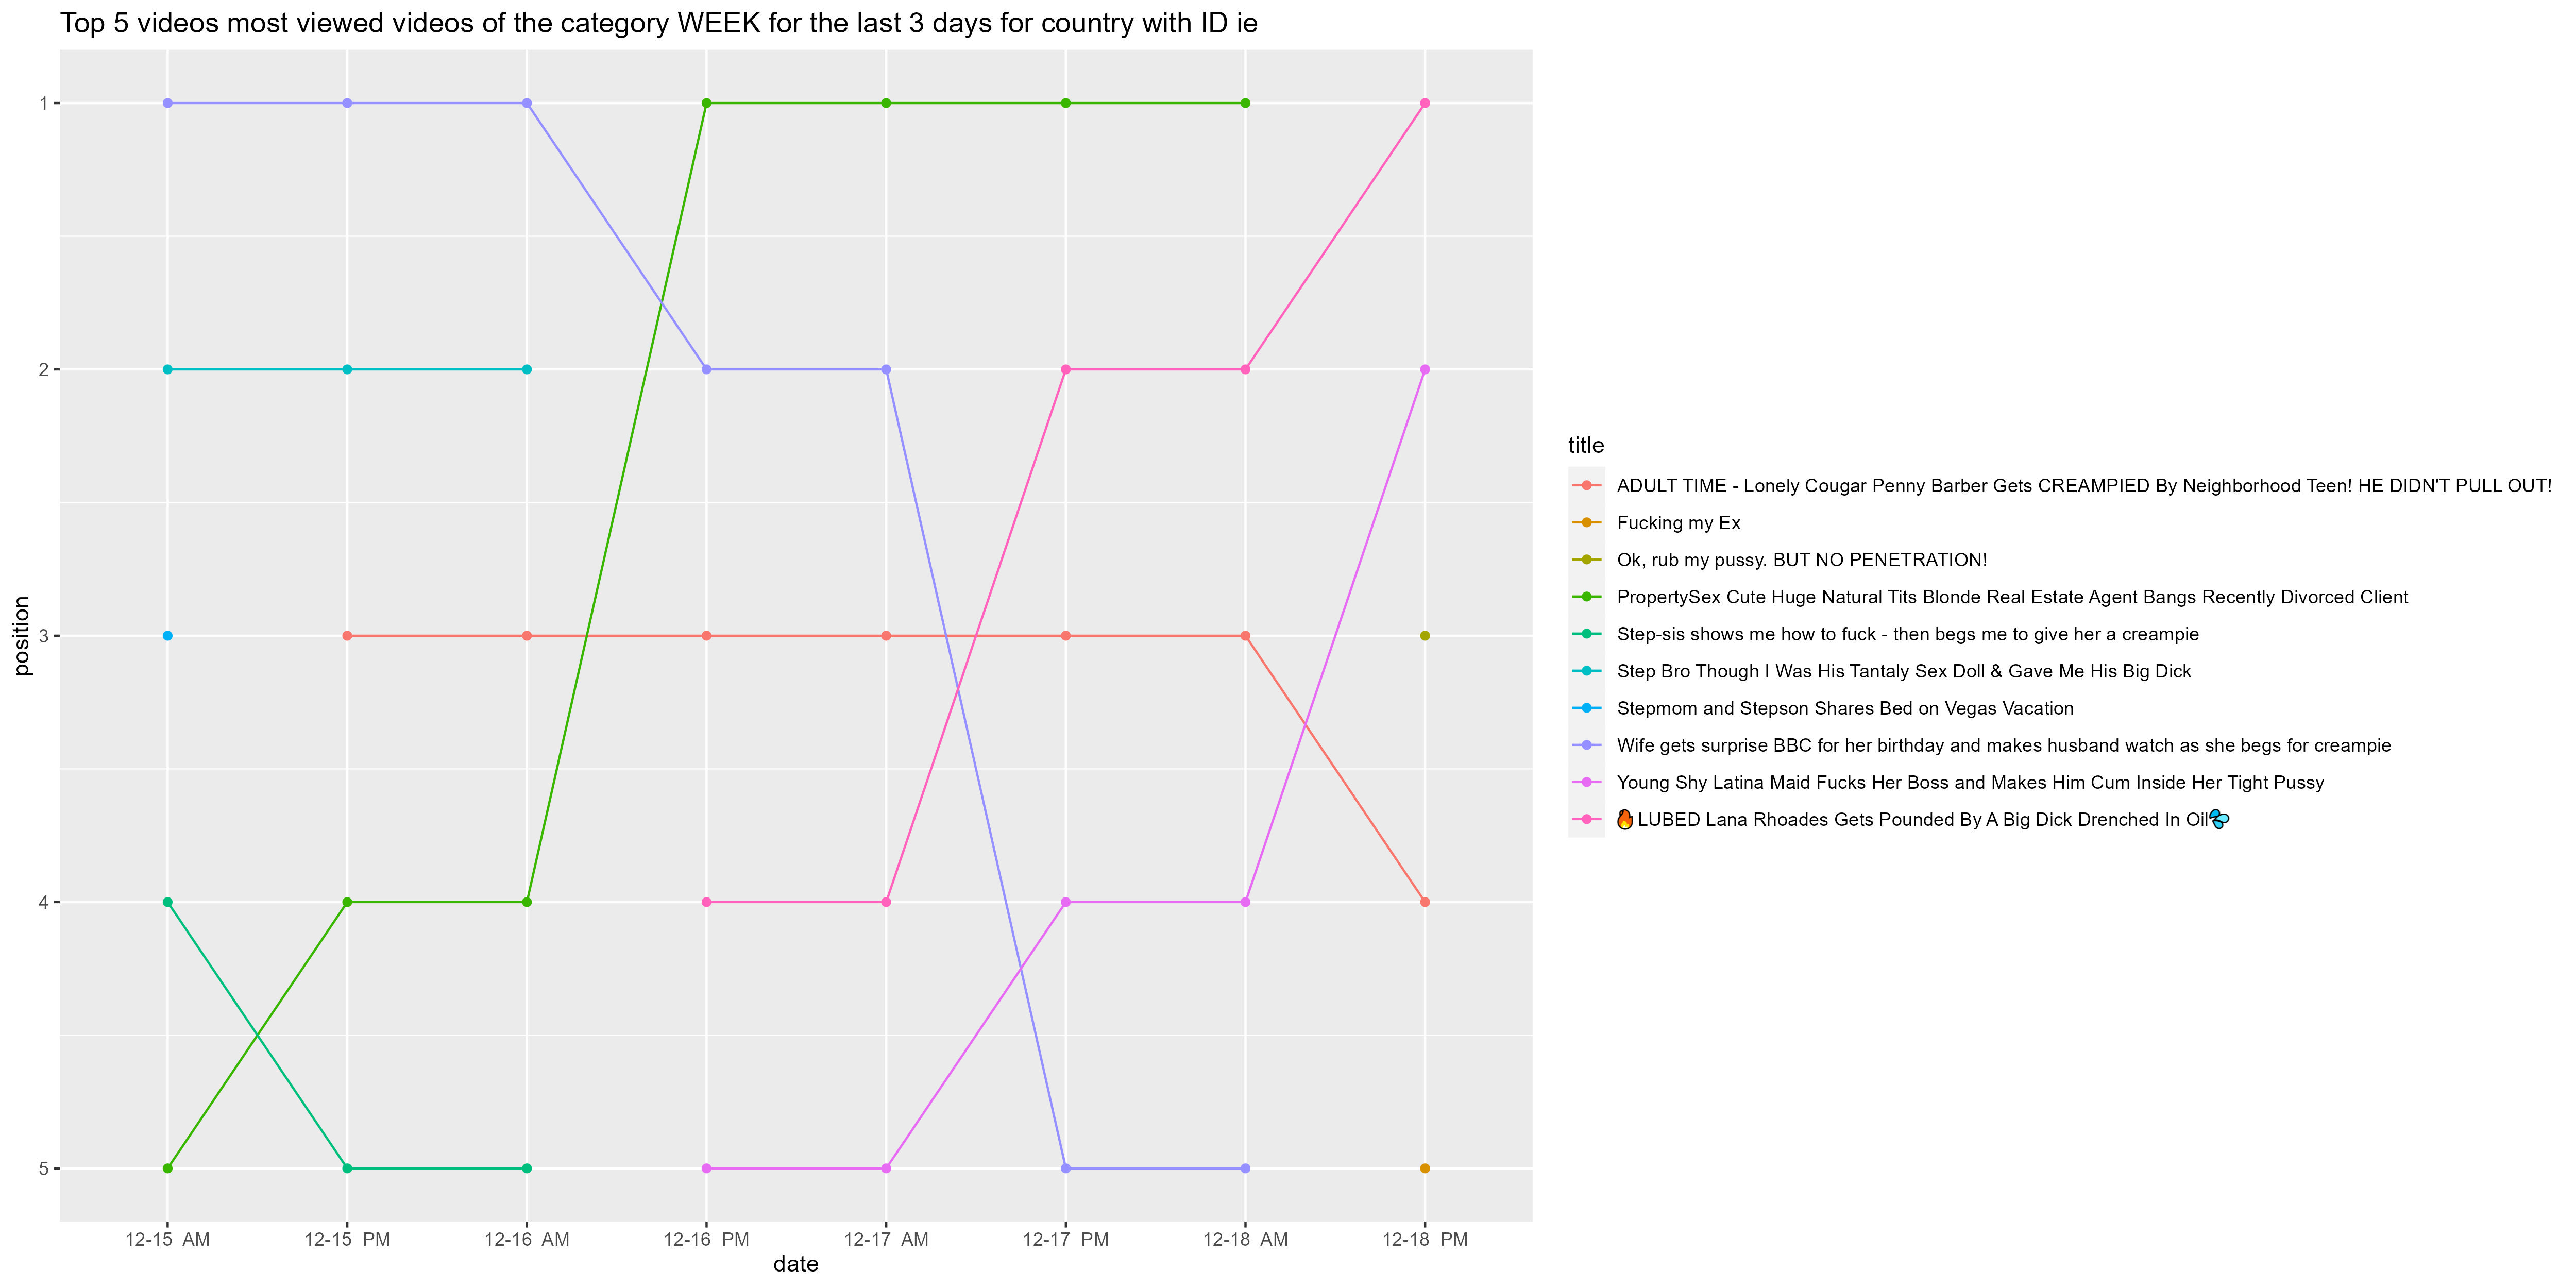 Top 5 videos most viewed videos of the category WEEK for the last 3 days for country with ID ie
position
1
2
3
4
5
12-15 AM
12-15 PM
12-16 AM
12-16 PM
12-17 AM
12-17 PM
12-18 AM
12-18 PM
date
title
ADULT TIME - Lonely Cougar Penny Barber Gets CREAMPIED By Neighborhood Teen! HE DIDN'T PULL OUT!
Fucking my Ex
Ok, rub my pussy. BUT NO PENETRATION!
PropertySex Cute Huge Natural Tits Blonde Real Estate Agent Bangs Recently Divorced Client
Step-sis shows me how to fuck - then begs me to give her a creampie
Step Bro Though I Was His Tantaly Sex Doll & Gave Me His Big Dick
Stepmom and Stepson Shares Bed on Vegas Vacation
Wife gets surprise BBC for her birthday and makes husband watch as she begs for creampie
Young Shy Latina Maid Fucks Her Boss and Makes Him Cum Inside Her Tight Pussy
🔥 LUBED Lana Rhoades Gets Pounded By A Big Dick Drenched In Oil💦